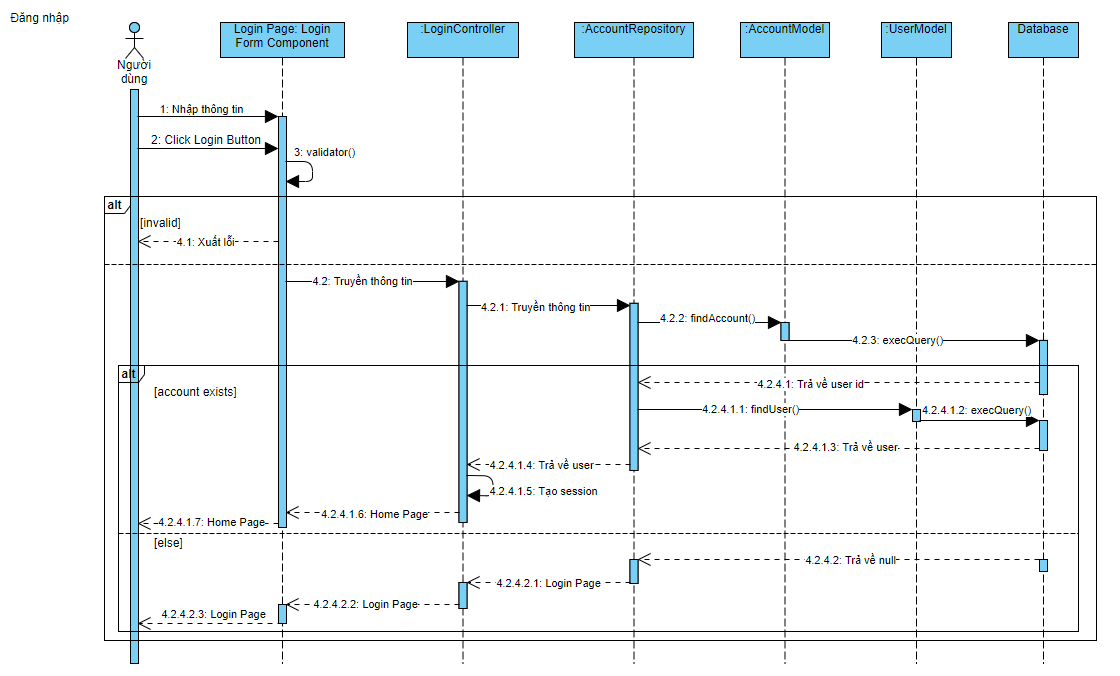 Đăng nhập
Người
dùng
Login Page: Login
Form Component
:LoginController
:AccountRepository
:AccountModel
:UserModel
Database
1: Nhập thông tin
2: Click Login Button
3: validator()
alt
[invalid]
4.1: Xuất lỗi
4.2: Truyền thông tin
4.2.1: Truyền thông tin
4.2.2: findAccount()
4.2.3: execQuery()
alt
[account exists]
4.2.4.1: Trả về user id
4.2.4.1.1: findUser()
4.2.4.1.2: execQuery()
4.2.4.1.3: Trả về user
4.2.4.1.4: Trả về user
4.2.4.1.5: Tạo session
4.2.4.1.6: Home Page
4.2.4.1.7: Home Page
[else]
4.2.4.2: Trả về null
4.2.4.2.1: Login Page
4.2.4.2.2: Login Page
4.2.4.2.3: Login Page